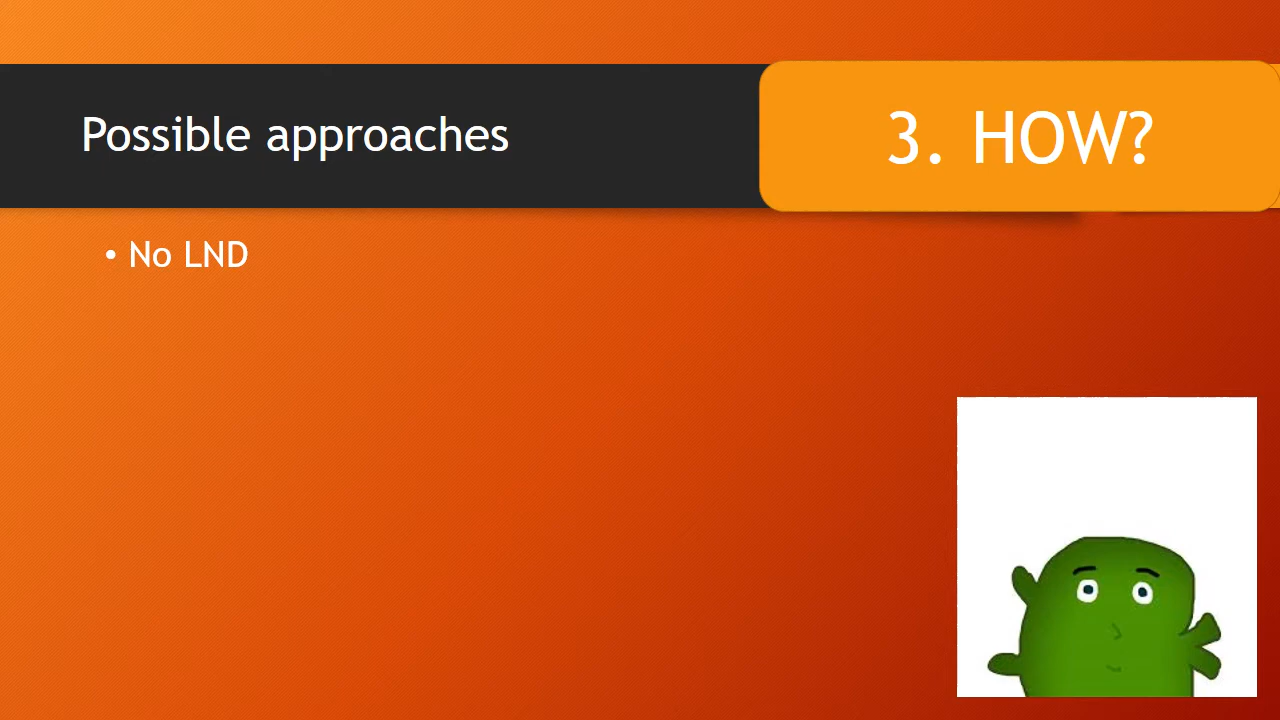 Possible approaches
3. HOW?
• No LND